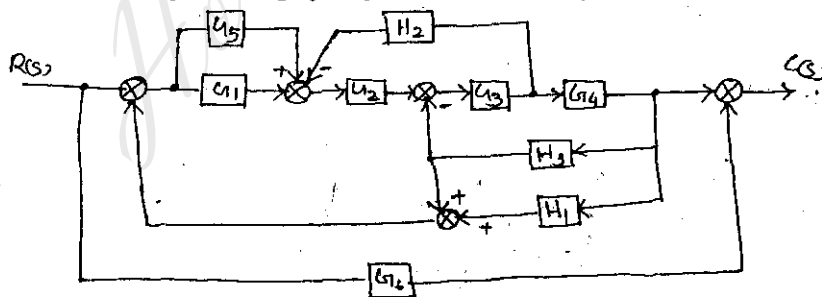 G5
H2
R(s)
G1
G2
G3
G4
C(s)
H3
H1
G6
+
-
-
+
+